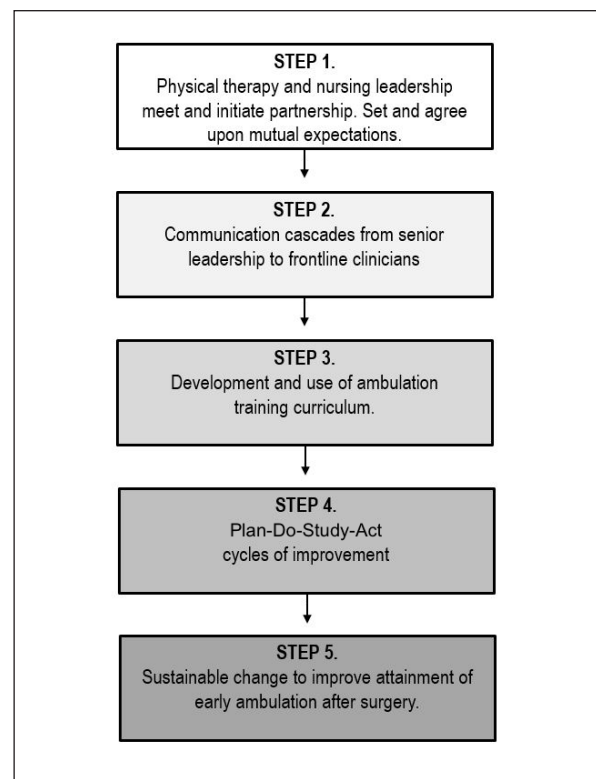 STEP 1.
Physical therapy and nursing leadership
meet and initiate partnership. Set and agree
upon mutual expectations.
STEP 2.
Communication cascades from senior
leadership to frontline clinicians
STEP 3.
Development and use of ambulation
training curriculum.
STEP 4.
Plan-Do-Study-Act
cycles of improvement
STEP 5.
Sustainable change to improve attainment of
early ambulation after surgery.